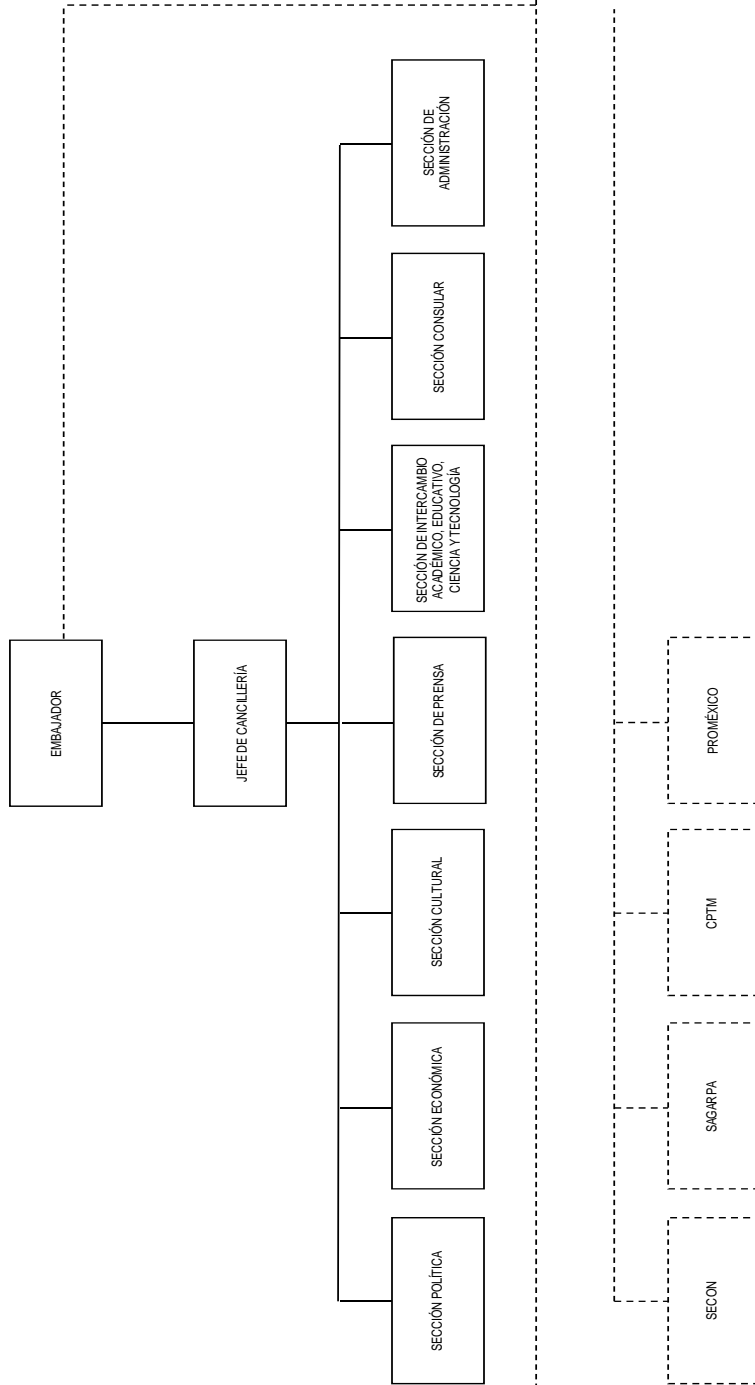 EMBAJADOR
JEFE DE CANCILLERÍA
SECCIÓN POLÍTICA
SECCIÓN ECONÓMICA
SECCIÓN CULTURAL
SECCIÓN DE PRENSA
SECCIÓN DE INTERCAMBIO
ACADÉMICO, EDUCATIVO,
CIENCIA Y TECNOLOGÍA
SECCIÓN CONSULAR
SECCIÓN DE
ADMINISTRACIÓN
SECON
SAGARPA
CPTM
PROMÉXICO